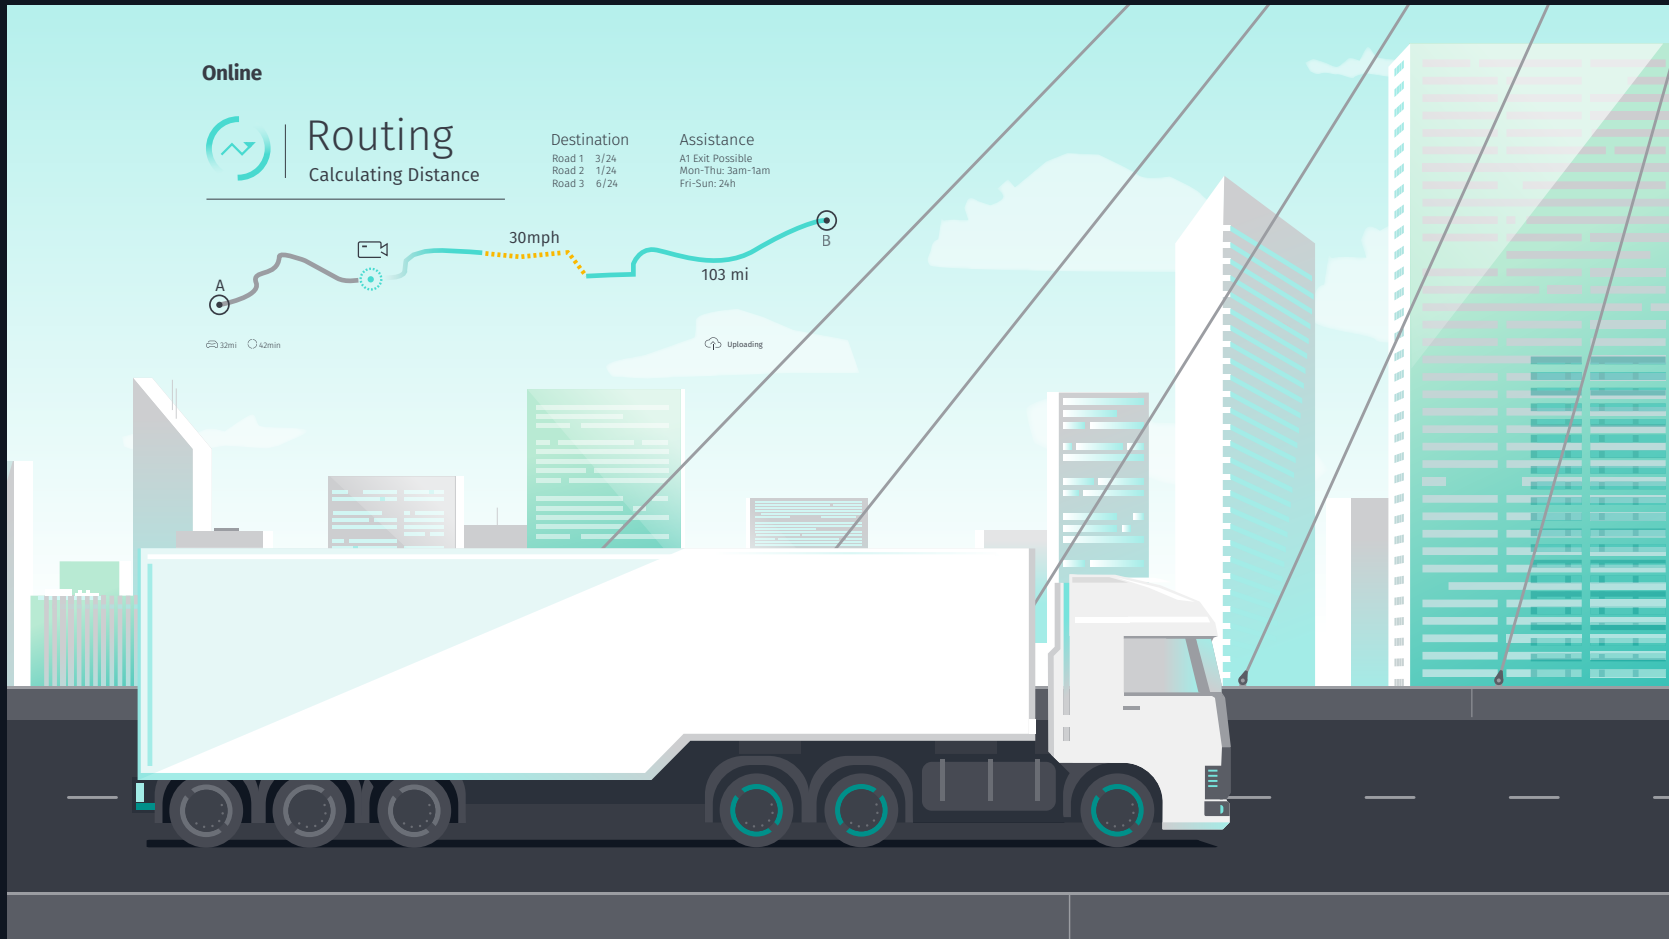 Online
Routing
Calculating Distance
Destination
Road 1 3/24
Road 2 1/24
Road 3 6/24
Assistance
A1 Exit Possible
Mon-Thu: 3am-1am
Fri-Sun: 24h
30mph
B
103 mi
A
32mi 42min
Uploading